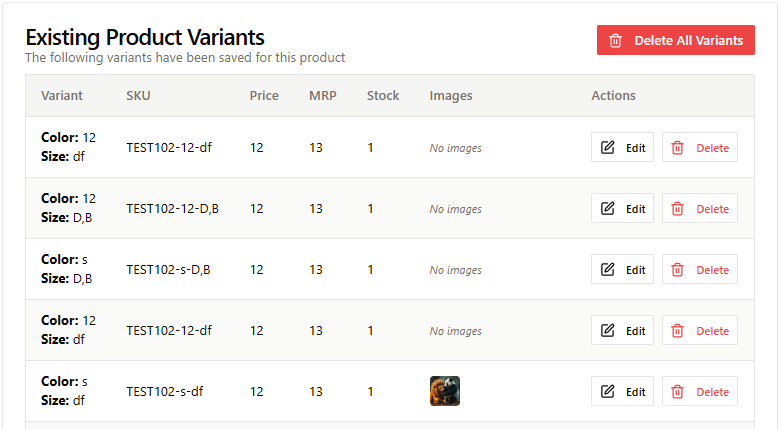 Existing Product Variants
Delete All Variants
The following variants have been saved for this product
Variant SKU Price MRP Stock Images Actions
Color: 12
Size: df
TEST102-12-df 12 13 1 No images Edit Delete
Color: 12
Size: D,B
TEST102-12-D,B 12 13 1 No images Edit Delete
Color: s
Size: D,B
TEST102-s-D,B 12 13 1 No images Edit Delete
Color: 12
Size: df
TEST102-12-df 12 13 1 No images Edit Delete
Color: s
Size: df
TEST102-s-df 12 13 1 Edit Delete